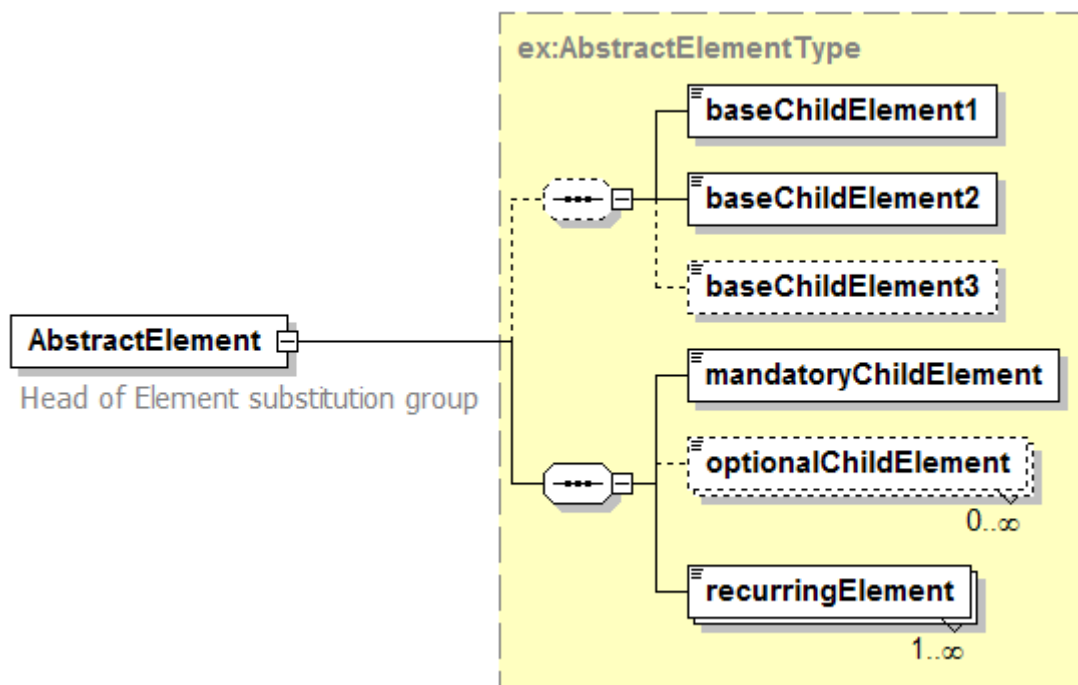 ex:AbstractElementType
baseChildElement1
baseChildElement2
baseChildElement3
AbstractElement
Head of Element substitution group
mandatoryChildElement
optionalChildElement
0..∞
recurringElement
1..∞